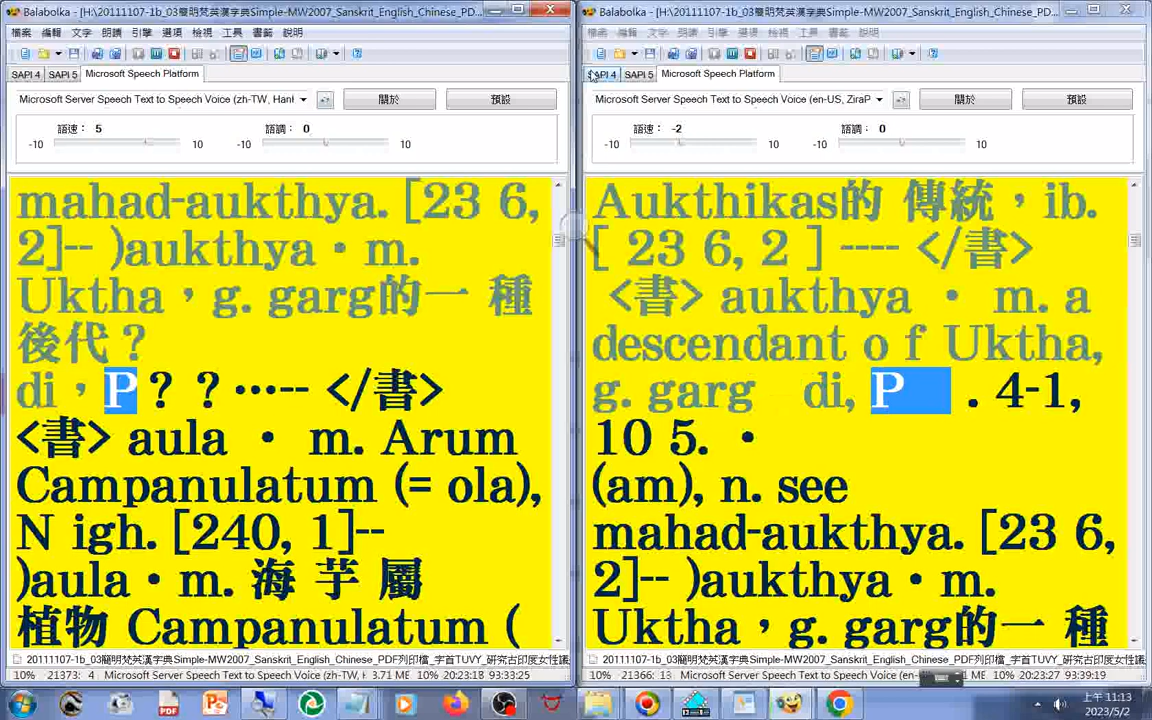 Balabolka - [H:\20111107-1b_03簡明梵英漢字典Simple-MW2007_Sanskrit_English_Chinese_PD...
檔案 編輯 文字 朗讀 引擎 選項 檢視 工具 書籤 說明
SAPI 4 SAPI 5 Microsoft Speech Platform
Microsoft Server Speech Text to Speech Voice (zh-TW, Han
關於
預設
語速： 5
語調： 0
-10 10 -10 10
mahad-aukthya. [23 6,
2]-- )aukthya‧m.
Uktha，g. garg的一 種
後代？
di，P？？…-- </書>
<書> aula ‧ m. Arum
Campanulatum (= ola),
N igh. [240, 1]--
)aula‧m. 海 芋 屬
植物 Campanulatum (
20111107-1b_03簡明梵英漢字典Simple-MW2007_Sanskrit_English_Chinese_PDF列印檔_字首TUVY_研究古印度女性議
10% 21373: 4 Microsoft Server Speech Text to Speech Voice (zh-TW, 3.71 MB 20:23:18 93:33:25
Balabolka - [H:\20111107-1b_03簡明梵英漢字典Simple-MW2007_Sanskrit_English_Chinese_PD...
檔案 編輯 文字 朗讀 引擎 選項 檢視 工具 書籤 說明
SAPI 4 SAPI 5 Microsoft Speech Platform
Microsoft Server Speech Text to Speech Voice (en-US, ZiraP
關於
預設
語速： -2
語調： 0
-10 10 -10 10
Aukthikas的 傳統，ib.
[ 23 6, 2 ] ---- </書>
<書> aukthya ‧ m. a
descendant o f Uktha,
g. garg di, P . 4-1,
10 5. ‧
(am), n. see
mahad-aukthya. [23 6,
2]-- )aukthya‧m.
Uktha，g. garg的一 種
20111107-1b_03簡明梵英漢字典Simple-MW2007_Sanskrit_English_Chinese_PDF列印檔_字首TUVY_研究古印度女性議
10% 21366: 13 Microsoft Server Speech Text to Speech Voice (en-US, 3.71 MB 20:23:27 93:39:19
上午 11:13
2023/5/2